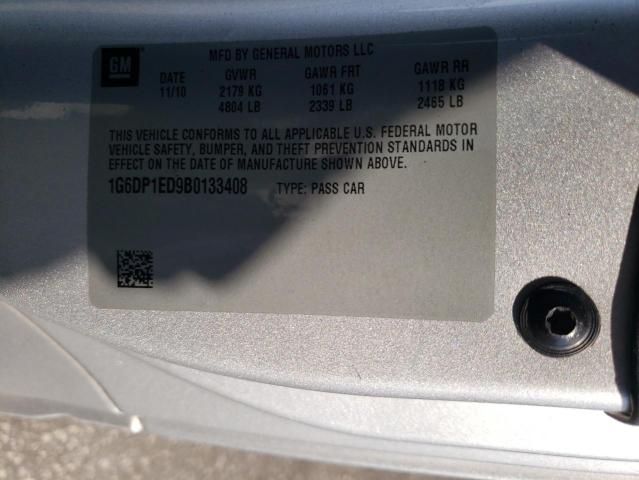 GM
MFD BY GENERAL MOTORS LLC
DATE GVWR GAWR FRT GAWR RR
11/10 2179 KG 1061 KG 1118 KG
4804 LB 2339 LB 2465 LB
THIS VEHICLE CONFORMS TO ALL APPLICABLE U.S. FEDERAL MOTOR
VEHICLE SAFETY, BUMPER, AND THEFT PREVENTION STANDARDS IN
EFFECT ON THE DATE OF MANUFACTURE SHOWN ABOVE.
1G6DP1ED9B0133408 TYPE: PASS CAR